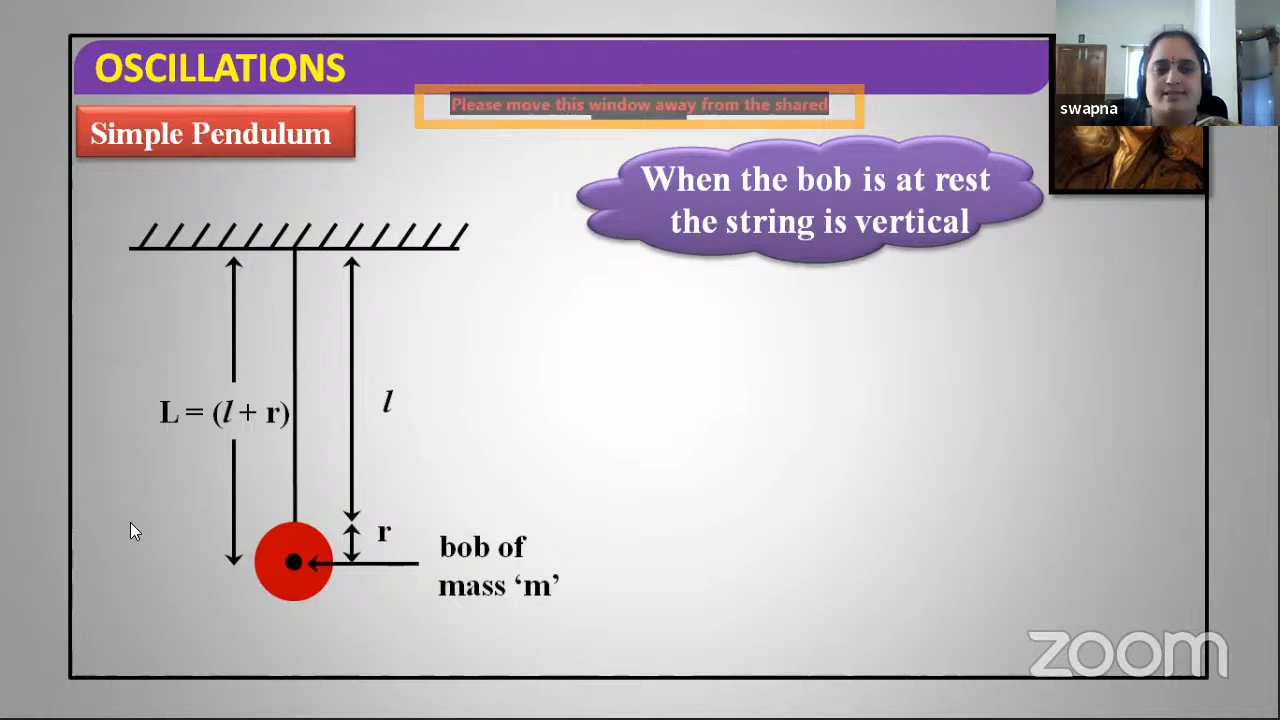 OSCILLATIONS
swapna
Please move this window away from the shared
Simple Pendulum
When the bob is at rest
the string is vertical
L = (l + r)
l
r
bob of
mass ‘m’
zoom